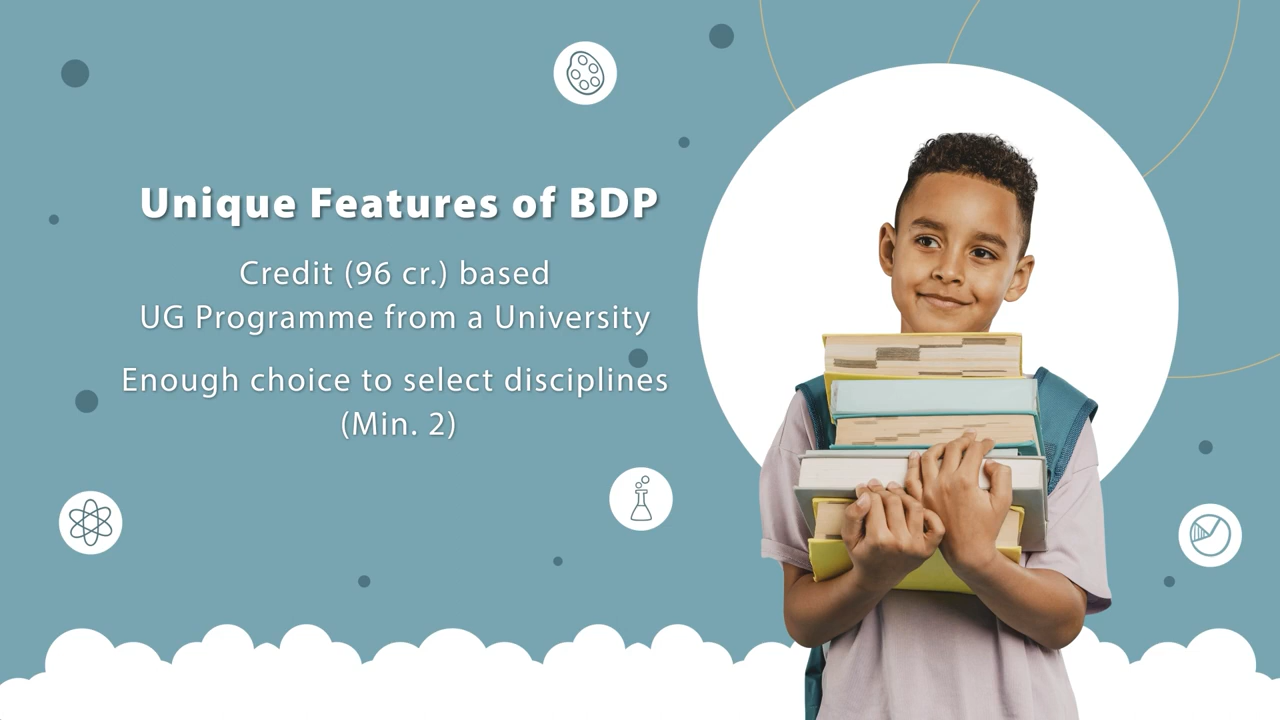 Unique Features of BDP
Credit (96 cr.) based
UG Programme from a University
Enough choice to select disciplines
(Min. 2)